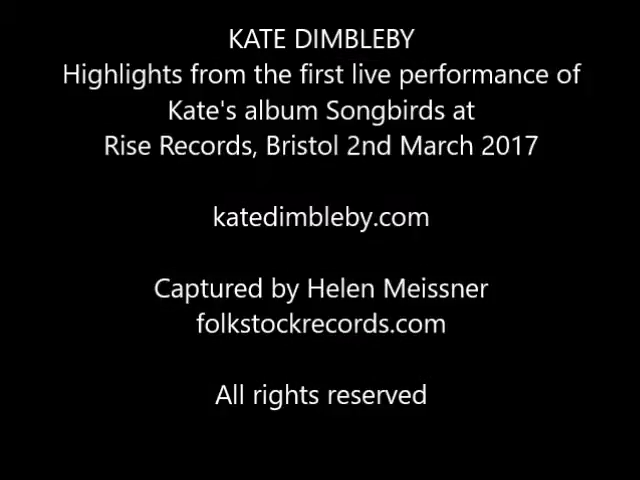 KATE DIMBLEBY
Highlights from the first live performance of
Kate's album Songbirds at
Rise Records, Bristol 2nd March 2017
katedimbleby.com
Captured by Helen Meissner
folkstockrecords.com
All rights reserved